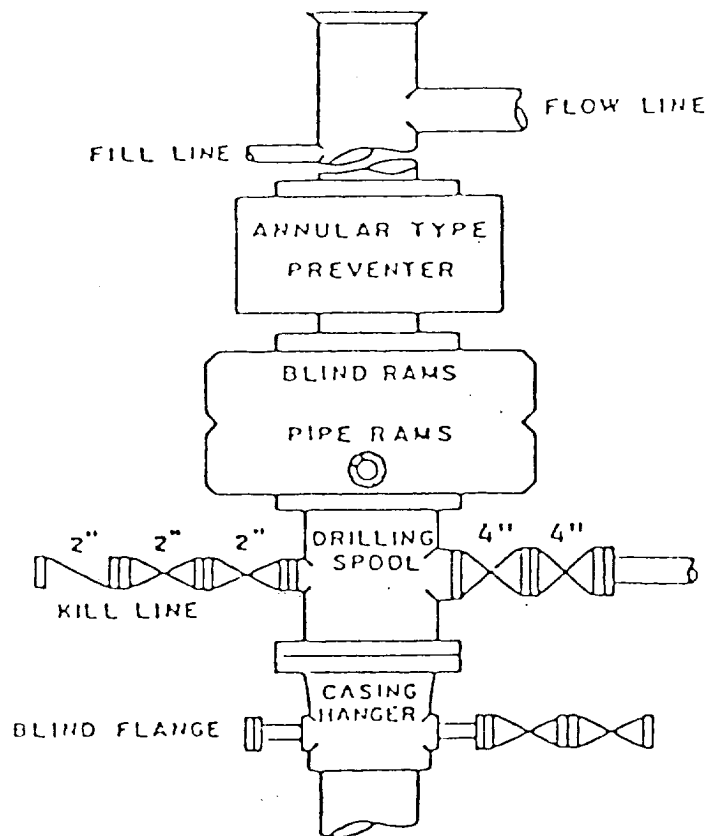 FLOW LINE
FILL LINE
ANNULAR TYPE
PREVENTER
BLIND RAMS
PIPE RAMS
2" 2" 2"
DRILLING
SPOOL
4" 4"
KILL LINE
CASING
HANGER
BLIND FLANGE